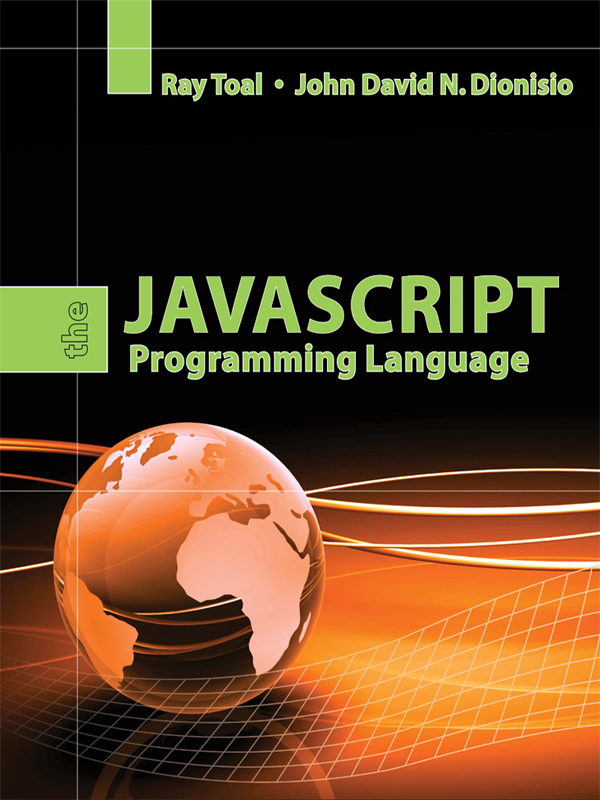 Ray Toal • John David N. Dionisio
the
JAVASCRIPT
Programming Language